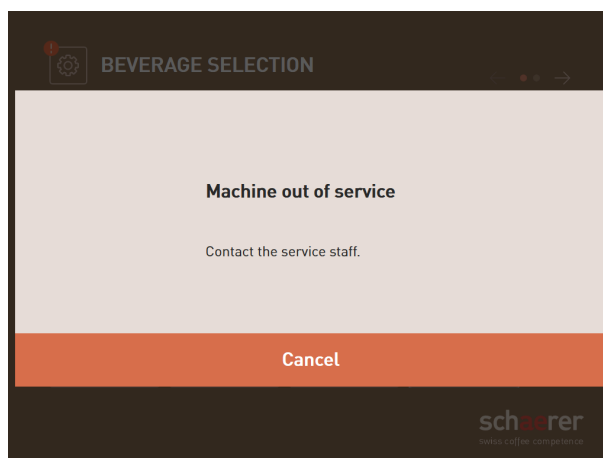 !
BEVERAGE SELECTION
Machine out of service
Contact the service staff.
Cancel
schaerer
swiss coffee competence